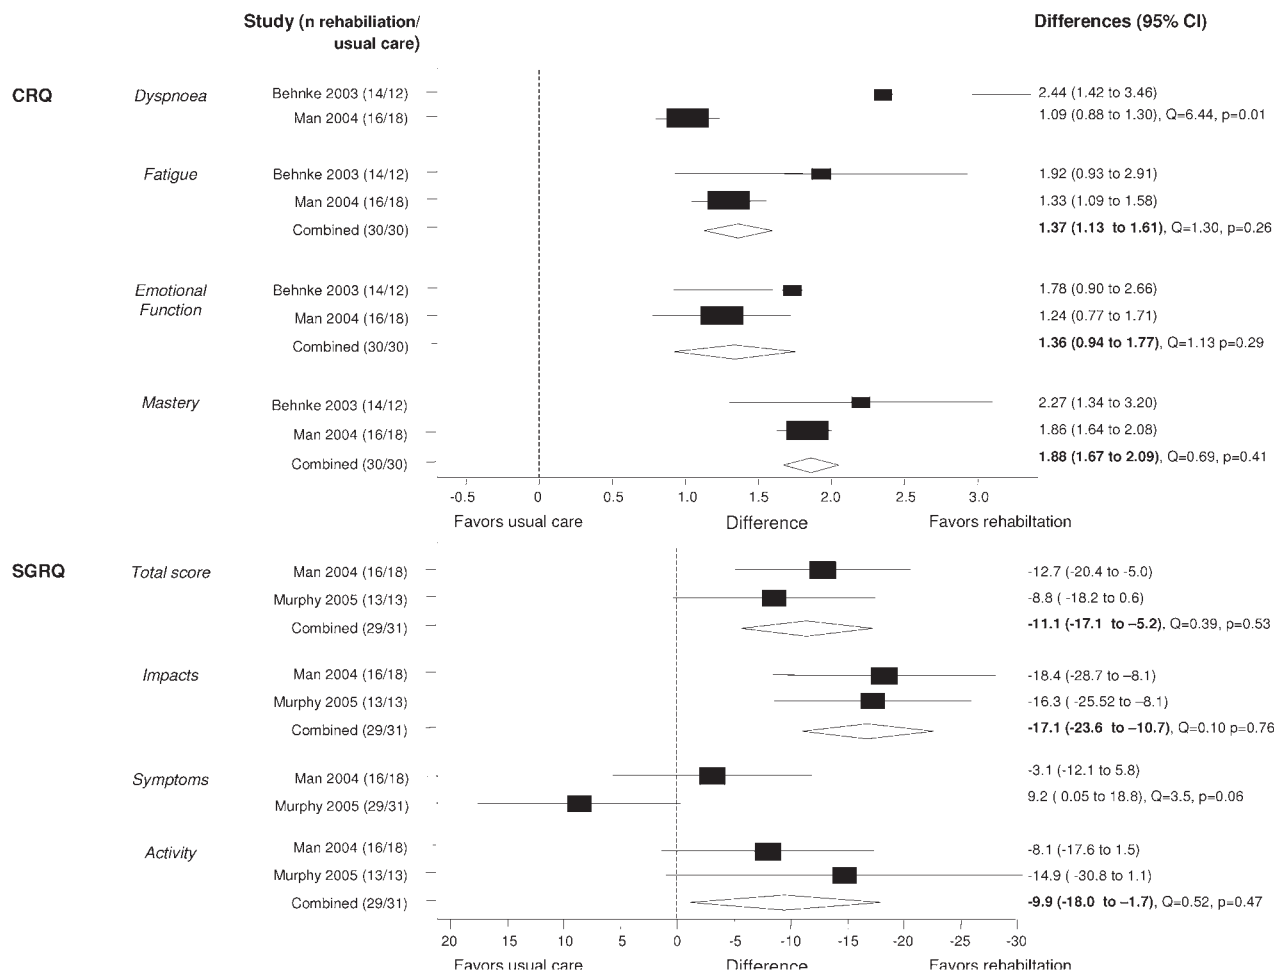 Study (n rehabiliation/
usual care)
Differences (95% CI)
CRQ
Dyspnoea
Behnke 2003 (14/12)
2.44 (1.42 to 3.46)
Man 2004 (16/18)
1.09 (0.88 to 1.30), Q=6.44, p=0.01
Fatigue
Behnke 2003 (14/12)
1.92 (0.93 to 2.91)
Man 2004 (16/18)
1.33 (1.09 to 1.58)
Combined (30/30)
1.37 (1.13 to 1.61), Q=1.30, p=0.26
Emotional
Function
Behnke 2003 (14/12)
1.78 (0.90 to 2.66)
Man 2004 (16/18)
1.24 (0.77 to 1.71)
Combined (30/30)
1.36 (0.94 to 1.77), Q=1.13 p=0.29
Mastery
Behnke 2003 (14/12)
2.27 (1.34 to 3.20)
Man 2004 (16/18)
1.86 (1.64 to 2.08)
Combined (30/30)
1.88 (1.67 to 2.09), Q=0.69, p=0.41
-0.5 0 0.5 1.0 1.5 2.0 2.5 3.0
Favors usual care Difference Favors rehabiltation
SGRQ
Total score
Man 2004 (16/18)
-12.7 (-20.4 to -5.0)
Murphy 2005 (13/13)
-8.8 ( -18.2 to 0.6)
Combined (29/31)
-11.1 (-17.1 to –5.2), Q=0.39, p=0.53
Impacts
Man 2004 (16/18)
-18.4 (-28.7 to –8.1)
Murphy 2005 (13/13)
-16.3 ( -25.52 to –8.1)
Combined (29/31)
-17.1 (-23.6 to –10.7), Q=0.10 p=0.76
Symptoms
Man 2004 (16/18)
-3.1 (-12.1 to 5.8)
Murphy 2005 (29/31)
9.2 ( 0.05 to 18.8), Q=3.5, p=0.06
Activity
Man 2004 (16/18)
-8.1 (-17.6 to 1.5)
Murphy 2005 (13/13)
-14.9 ( -30.8 to 1.1)
Combined (29/31)
-9.9 (-18.0 to –1.7), Q=0.52, p=0.47
20 15 10 5 0 -5 -10 -15 -20 -25 -30
Favors usual care Difference Favors rehabiltation